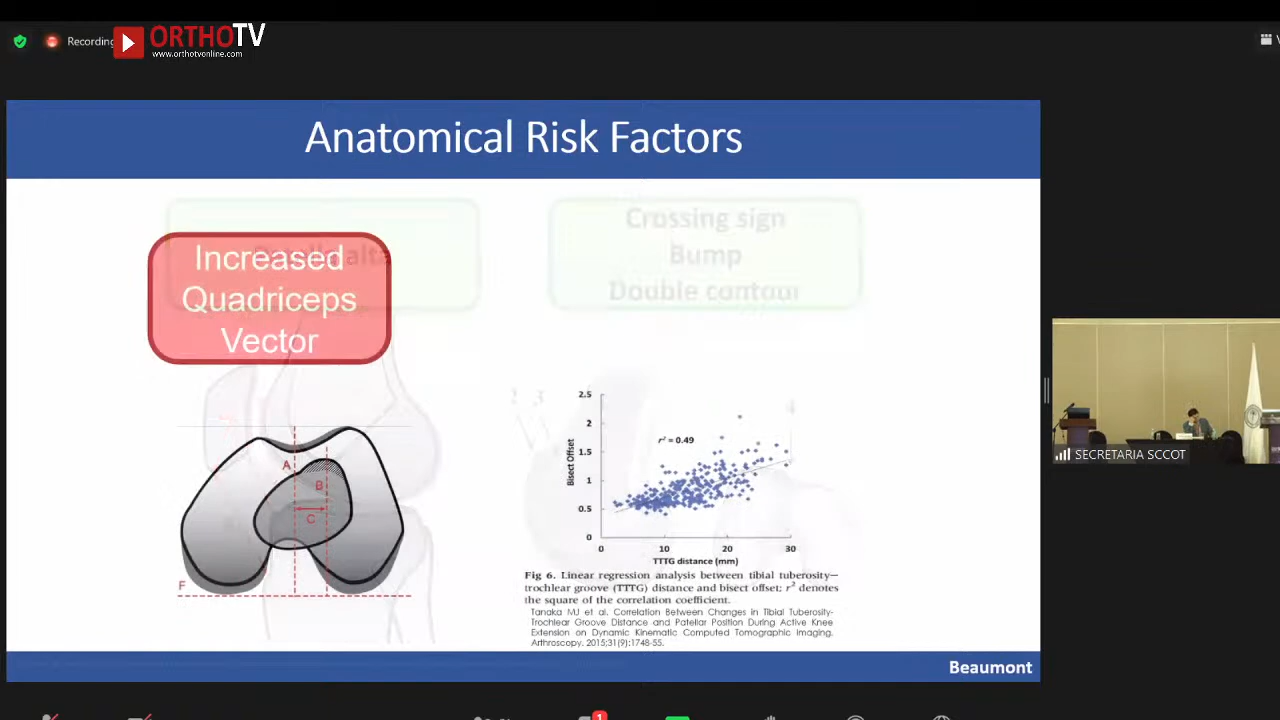 Recording
ORTHOTV
www.orthotvonline.com
Anatomical Risk Factors
Crossing sign
Bump
Double contour
Patella alta
Increased
Quadriceps
Vector
A
B
C
F
2.5
2
1.5
1
0.5
0
Bisect Offset
r² = 0.49
0 10 20 30
TTTG distance (mm)
Fig 6. Linear regression analysis between tibial tuberosity–
trochlear groove (TTTG) distance and bisect offset; r² denotes
the square of the correlation coefficient.
Tanaka MJ et al. Correlation Between Changes in Tibial Tuberosity-
Trochlear Groove Distance and Patellar Position During Active Knee
Extension on Dynamic Kinematic Computed Tomographic Imaging.
Arthroscopy. 2015;31(9):1748-55.
Beaumont
SECRETARIA SCCOT
1